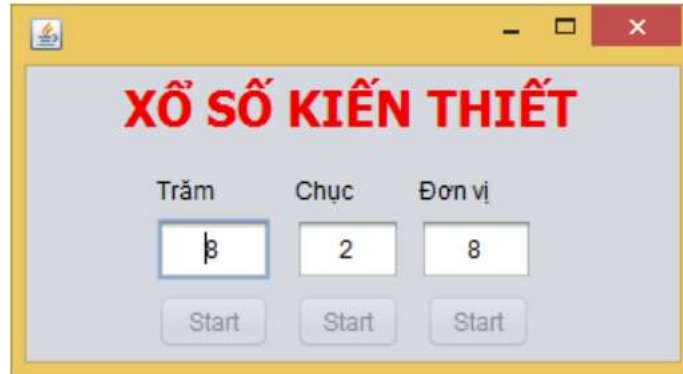 XỔ SỐ KIẾN THIẾT
Trăm Chục Đơn vị
8 2 8
Start Start Start